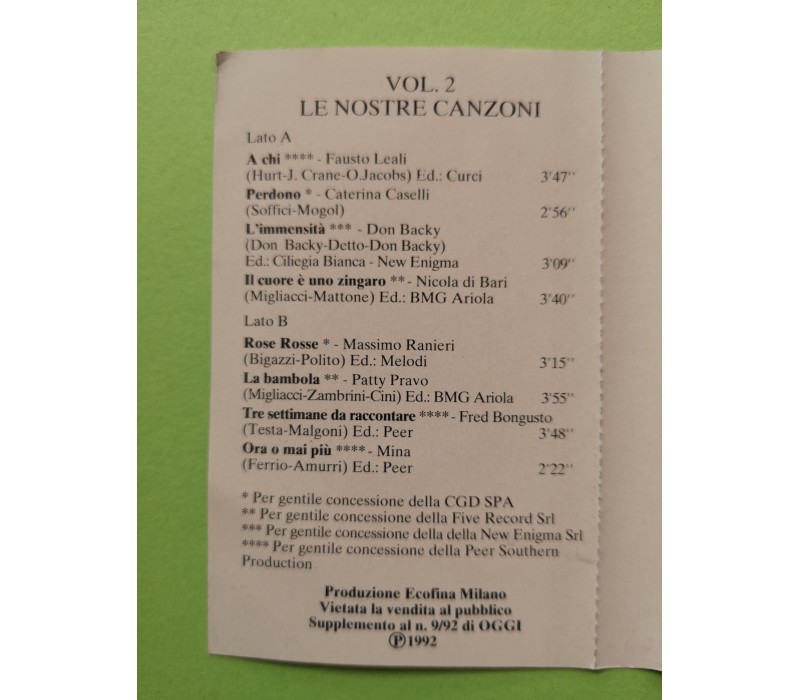 VOL. 2
LE NOSTRE CANZONI
Lato A
A chi **** - Fausto Leali
(Hurt-J. Crane-O.Jacobs) Ed.: Curci 3'47''
Perdono * - Caterina Caselli
(Soffici-Mogol) 2'56''
L'immensità *** - Don Backy
(Don Backy-Detto-Don Backy)
Ed.: Ciliegia Bianca - New Enigma 3'09''
Il cuore è uno zingaro ** - Nicola di Bari
(Migliacci-Mattone) Ed.: BMG Ariola 3'40''
Lato B
Rose Rosse * - Massimo Ranieri
(Bigazzi-Polito) Ed.: Melodi 3'15''
La bambola ** - Patty Pravo
(Migliacci-Zambrini-Cini) Ed.: BMG Ariola 3'55''
Tre settimane da raccontare **** - Fred Bongusto
(Testa-Malgoni) Ed.: Peer 3'48''
Ora o mai più **** - Mina
(Ferrio-Amurri) Ed.: Peer 2'22''
* Per gentile concessione della CGD SPA
** Per gentile concessione della Five Record Srl
*** Per gentile concessione della della New Enigma Srl
**** Per gentile concessione della Peer Southern
Production
Produzione Ecofina Milano
Vietata la vendita al pubblico
Supplemento al n. 9/92 di OGGI
Ⓟ1992